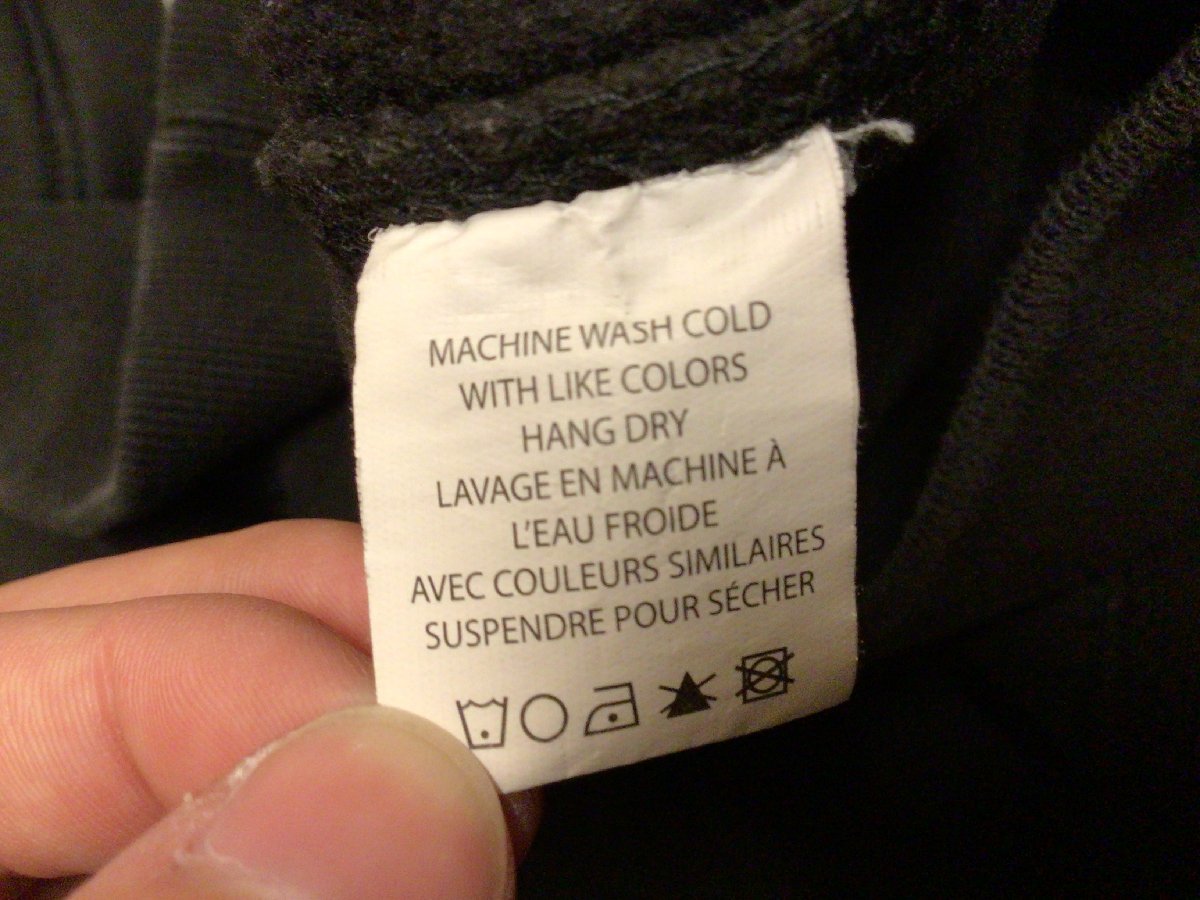 MACHINE WASH COLD
WITH LIKE COLORS
HANG DRY
LAVAGE EN MACHINE À
L'EAU FROIDE
AVEC COULEURS SIMILAIRES
SUSPENDRE POUR SÉCHER